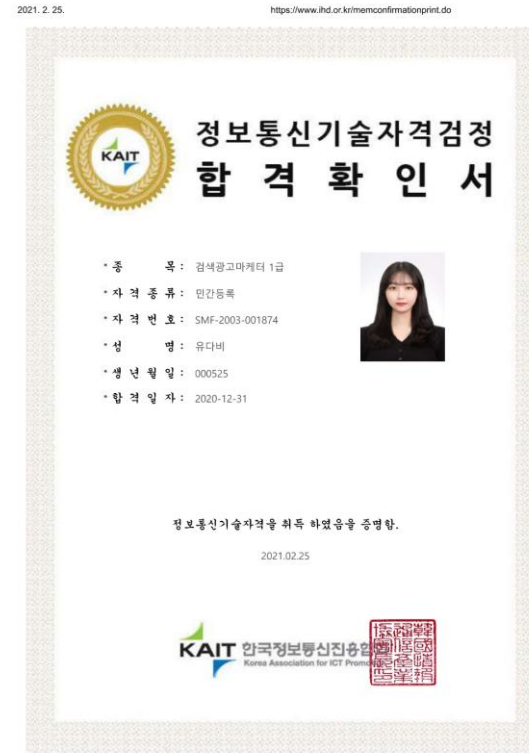 2021. 2. 25.
https://www.ihd.or.kr/memconfirmationprint.do
KAIT
정보통신기술자격검정
합 격 확 인 서
* 종 목 : 검색광고마케터 1급
* 자 격 종 류 : 민간등록
* 자 격 번 호 : SMF-2003-001874
* 성 명 : 유다비
* 생 년 월 일 : 000525
* 합 격 일 자 : 2020-12-31
정보통신기술자격을 취득 하였음을 증명함.
2021.02.25
KAIT 한국정보통신진흥협
Korea Association for ICT Promo